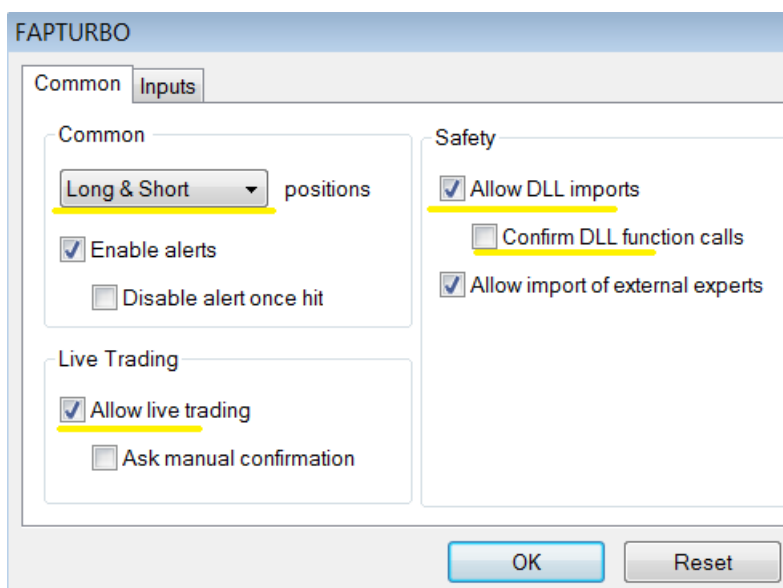 FAPTURBO
Common Inputs
Common
Long & Short positions
Enable alerts
Disable alert once hit
Live Trading
Allow live trading
Ask manual confirmation
Safety
Allow DLL imports
Confirm DLL function calls
Allow import of external experts
OK Reset